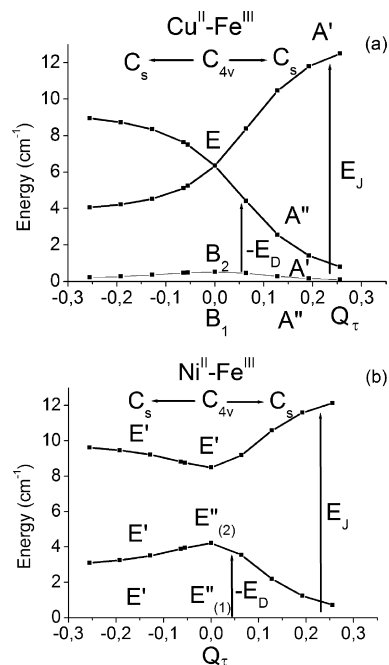 Cu^II-Fe^III (a)
C_s C_4v C_s A'
Energy (cm^-1)
12
10
8
6
4
2
0
E
E_J
A"
-E_D
B_2 A'
-0,3 -0,2 -0,1 0,0 0,1 0,2 0,3
B_1 A" Q_τ
Ni^II-Fe^III (b)
C_s C_4v C_s
Energy (cm^-1)
12
10
8
6
4
2
0
E' E'
E_J
E' E"_(2)
E' E"_(1) -E_D
-0,3 -0,2 -0,1 0,0 0,1 0,2 0,3
Q_τ